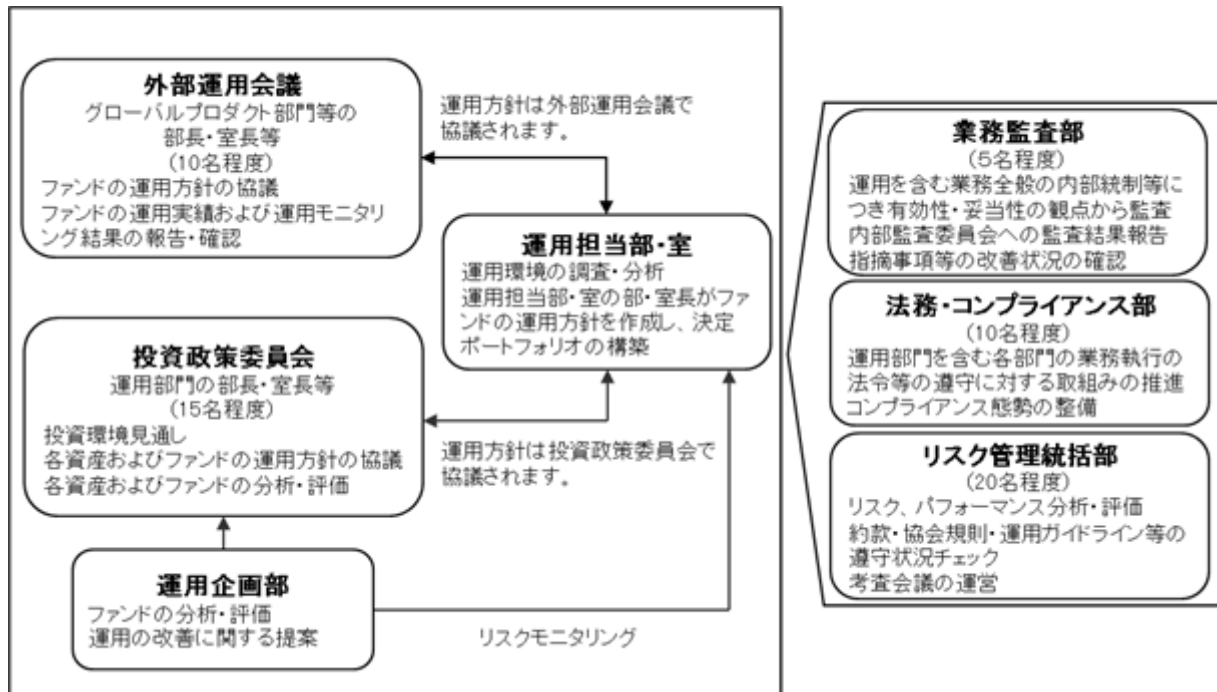 外部運用会議
グローバルプロダクト部門等の
部長・室長等
(10名程度)
ファンドの運用方針の協議
ファンドの運用実績および運用モニタリ
ング結果の報告・確認
運用方針は外部運用会議で
協議されます。
運用担当部・室
運用環境の調査・分析
運用担当部・室の部・室長がファ
ンドの運用方針を作成し、決定
ポートフォリオの構築
投資政策委員会
運用部門の部長・室長等
(15名程度)
投資環境見通し
各資産およびファンドの運用方針の協議
各資産およびファンドの分析・評価
運用方針は投資政策委員会で
協議されます。
運用企画部
ファンドの分析・評価
運用の改善に関する提案
リスクモニタリング
業務監査部
(5名程度)
運用を含む業務全般の内部統制等に
つき有効性・妥当性の観点から監査
内部監査委員会への監査結果報告
指摘事項等の改善状況の確認
法務・コンプライアンス部
(10名程度)
運用部門を含む各部門の業務執行の
法令等の遵守に対する取組みの推進
コンプライアンス態勢の整備
リスク管理統括部
(20名程度)
リスク、パフォーマンス分析・評価
約款・協会規則・運用ガイドライン等の
遵守状況チェック
考査会議の運営